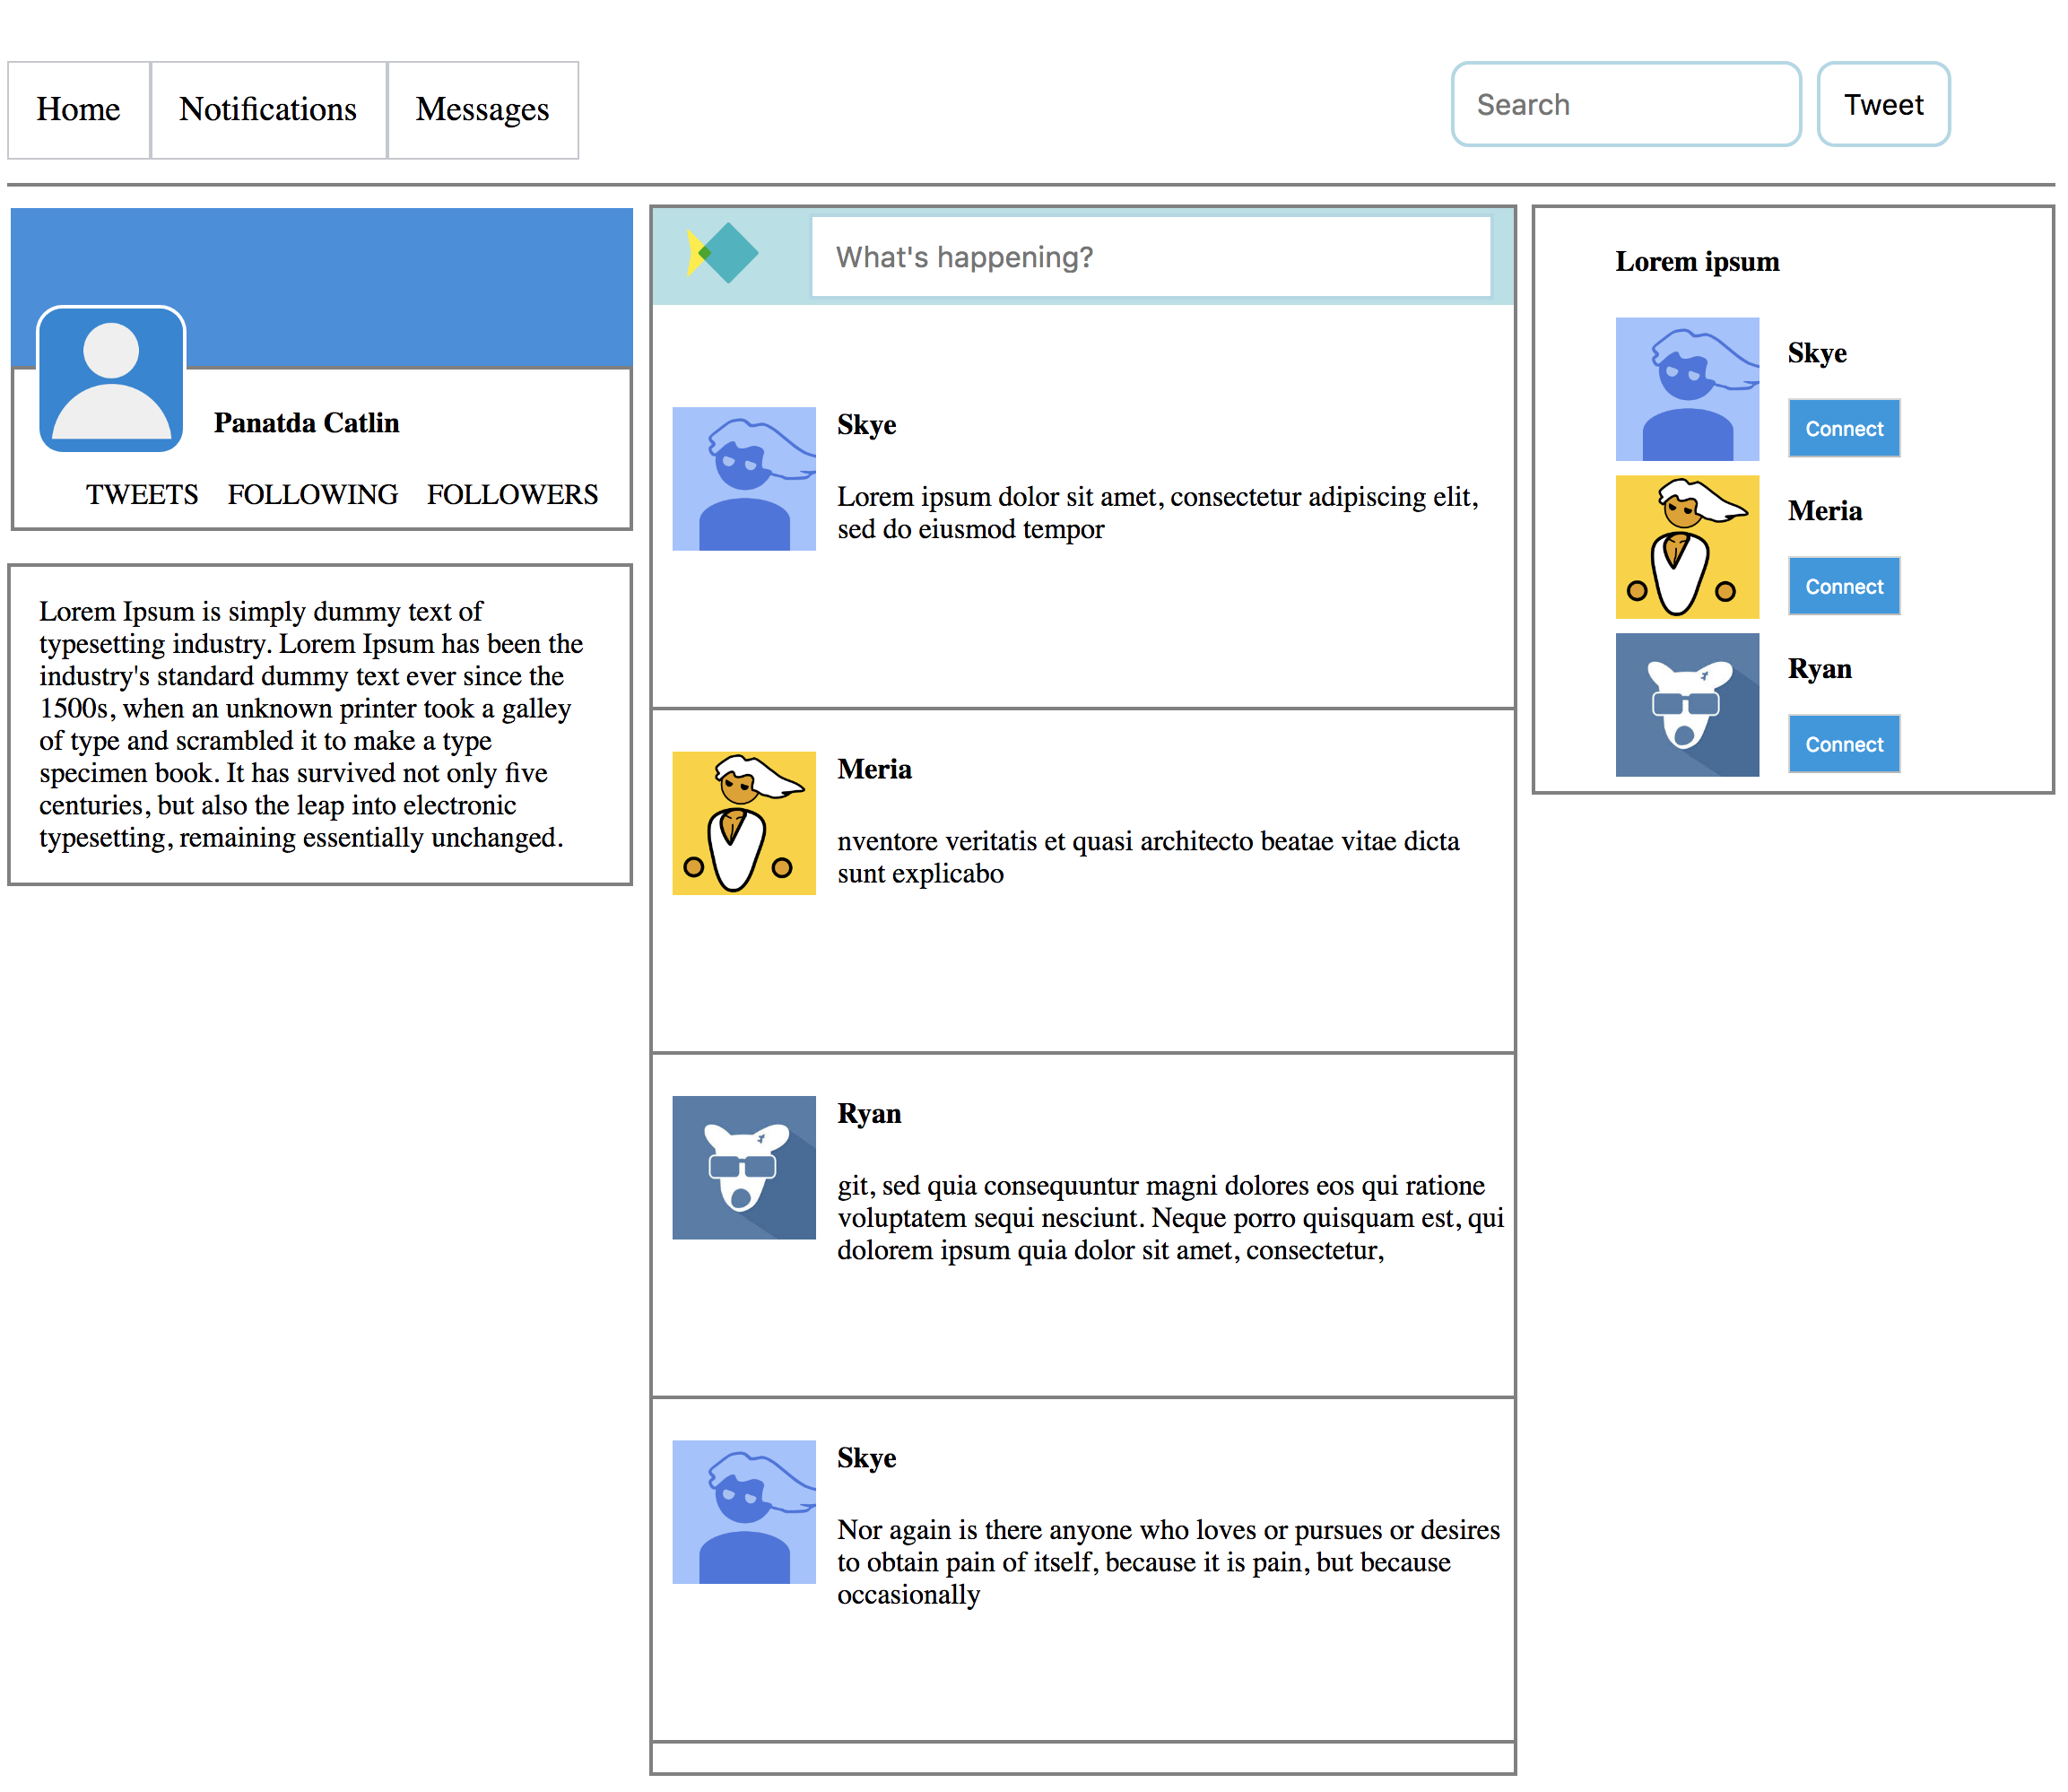 Home Notifications Messages
Search Tweet
Panatda Catlin
TWEETS FOLLOWING FOLLOWERS
Lorem Ipsum is simply dummy text of
typesetting industry. Lorem Ipsum has been the
industry's standard dummy text ever since the
1500s, when an unknown printer took a galley
of type and scrambled it to make a type
specimen book. It has survived not only five
centuries, but also the leap into electronic
typesetting, remaining essentially unchanged.
What's happening?
Skye
Lorem ipsum dolor sit amet, consectetur adipiscing elit,
sed do eiusmod tempor
Meria
nventore veritatis et quasi architecto beatae vitae dicta
sunt explicabo
Ryan
git, sed quia consequuntur magni dolores eos qui ratione
voluptatem sequi nesciunt. Neque porro quisquam est, qui
dolorem ipsum quia dolor sit amet, consectetur,
Skye
Nor again is there anyone who loves or pursues or desires
to obtain pain of itself, because it is pain, but because
occasionally
Lorem ipsum
Skye
Connect
Meria
Connect
Ryan
Connect